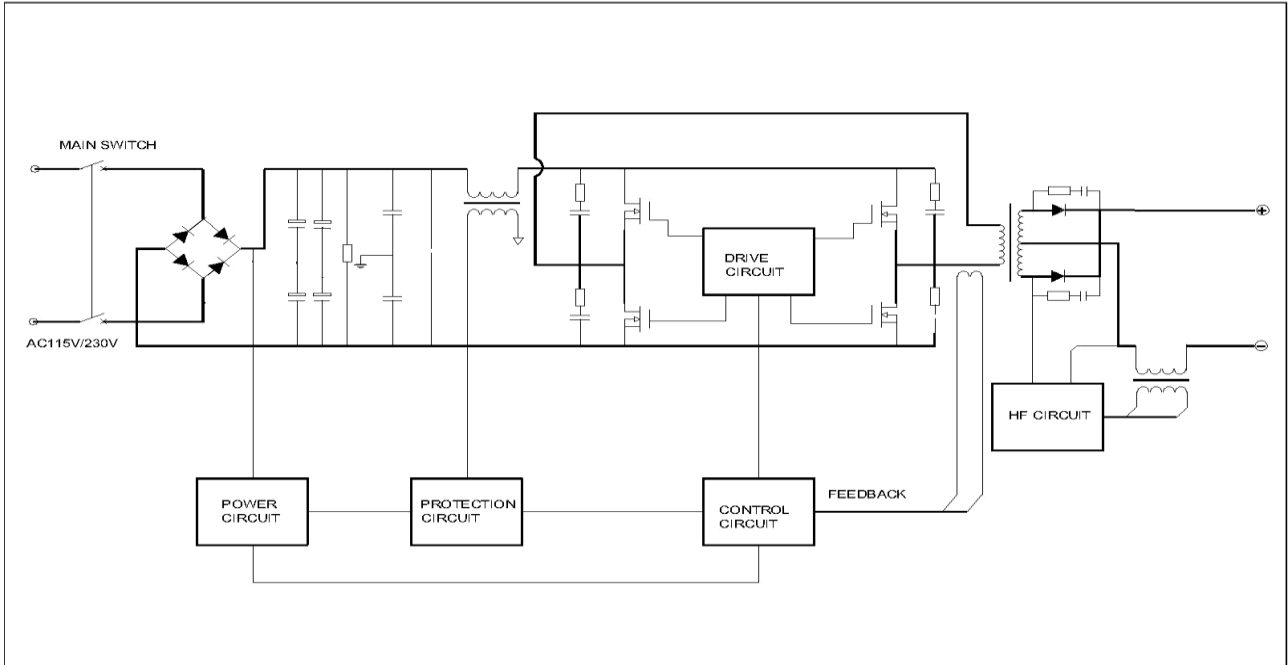 MAIN SWITCH
AC115V/230V
DRIVE
CIRCUIT
HF CIRCUIT
POWER
CIRCUIT
PROTECTION
CIRCUIT
CONTROL
CIRCUIT
FEEDBACK